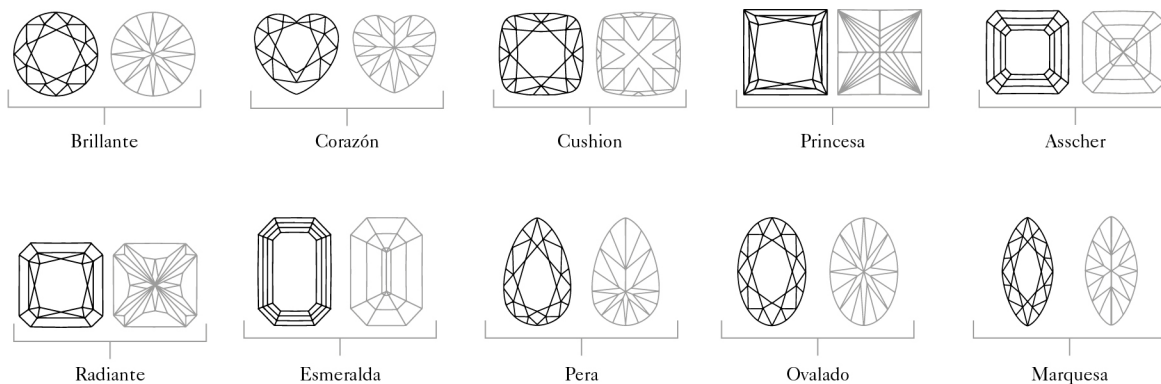 Brillante
Corazón
Cushion
Princesa
Asscher
Radiante
Esmeralda
Pera
Ovalado
Marquesa